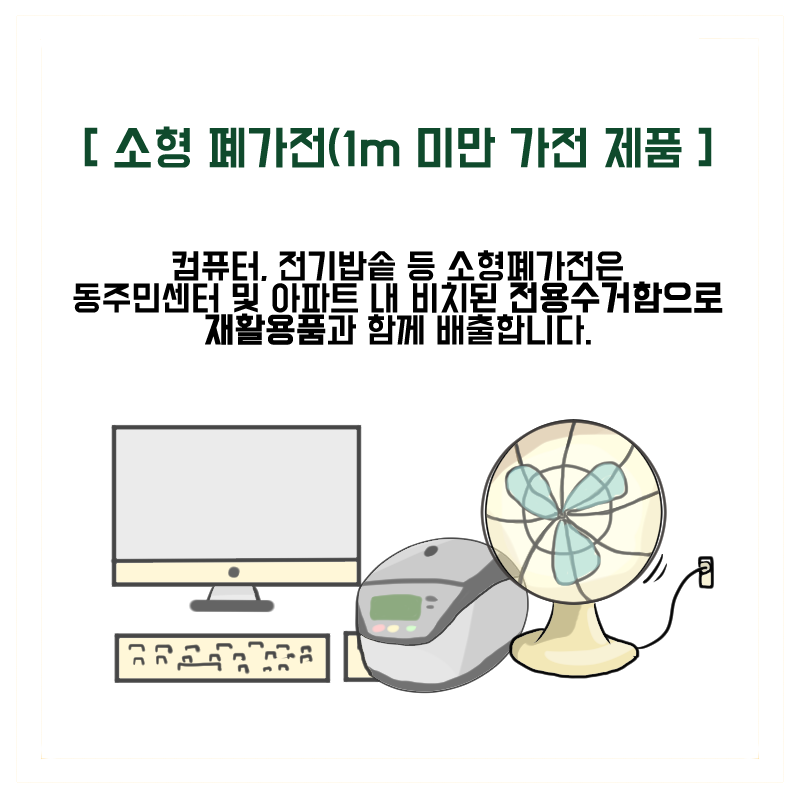 [ 소형 폐가전(1m 미만 가전 제품 ]
컴퓨터, 전기밥솥 등 소형폐가전은
동주민센터 및 아파트 내 비치된 전용수거함으로
재활용품과 함께 배출합니다.